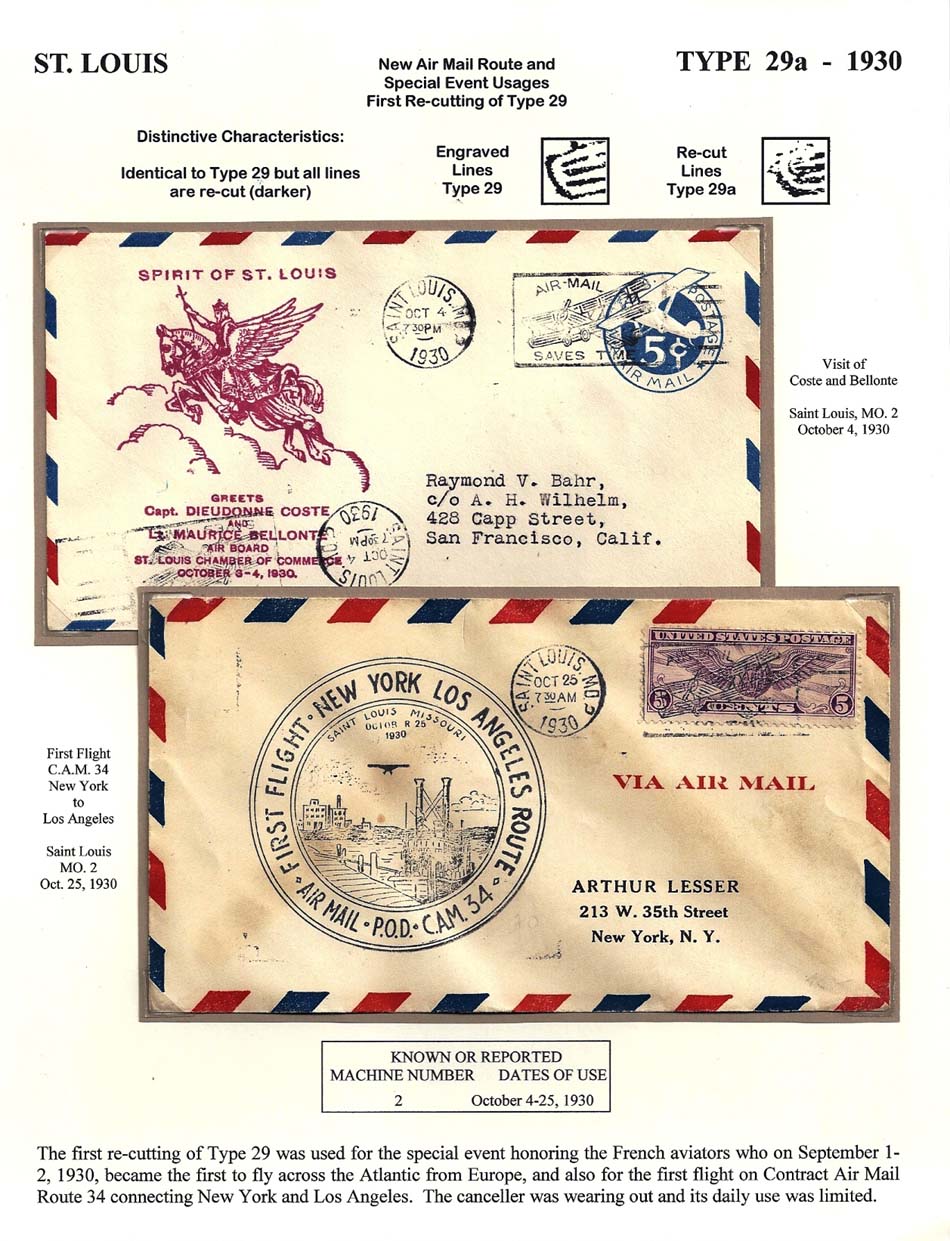 ST. LOUIS
New Air Mail Route and
Special Event Usages
First Re-cutting of Type 29
TYPE 29a - 1930
Distinctive Characteristics:
Identical to Type 29 but all lines
are re-cut (darker)
Engraved
Lines
Type 29
Re-cut
Lines
Type 29a
SPIRIT OF ST. LOUIS
SAINT LOUIS, MO.
OCT 4
7 30PM
1930
2
AIR-MAIL
SAVES TIME
U.S. POSTAGE
5¢
AIR MAIL
GREETS
Capt. DIEUDONNE COSTE
AND
Lt. MAURICE BELLONTE
AIR BOARD
ST. LOUIS CHAMBER OF COMMERCE
OCTOBER 3-4, 1930.
SAINT LOUIS, MO.
OCT 4
7 30PM
1930
Raymond V. Bahr,
c/o A. H. Wilhelm,
428 Capp Street,
San Francisco, Calif.
Visit of
Coste and Bellonte
Saint Louis, MO. 2
October 4, 1930
First Flight
C.A.M. 34
New York
to
Los Angeles
Saint Louis
MO. 2
Oct. 25, 1930
FIRST FLIGHT · NEW YORK LOS ANGELES ROUTE
SAINT LOUIS MISSOURI
OCTOB R 25
1930
AIR MAIL · P.O.D. · C.A.M. 34
SAINT LOUIS, MO.
OCT 25
7 30 AM
1930
2
UNITED STATES POSTAGE
5 CENTS 5
VIA AIR MAIL
ARTHUR LESSER
213 W. 35th Street
New York, N. Y.
KNOWN OR REPORTED
MACHINE NUMBER DATES OF USE
2 October 4-25, 1930
The first re-cutting of Type 29 was used for the special event honoring the French aviators who on September 1-
2, 1930, became the first to fly across the Atlantic from Europe, and also for the first flight on Contract Air Mail
Route 34 connecting New York and Los Angeles. The canceller was wearing out and its daily use was limited.